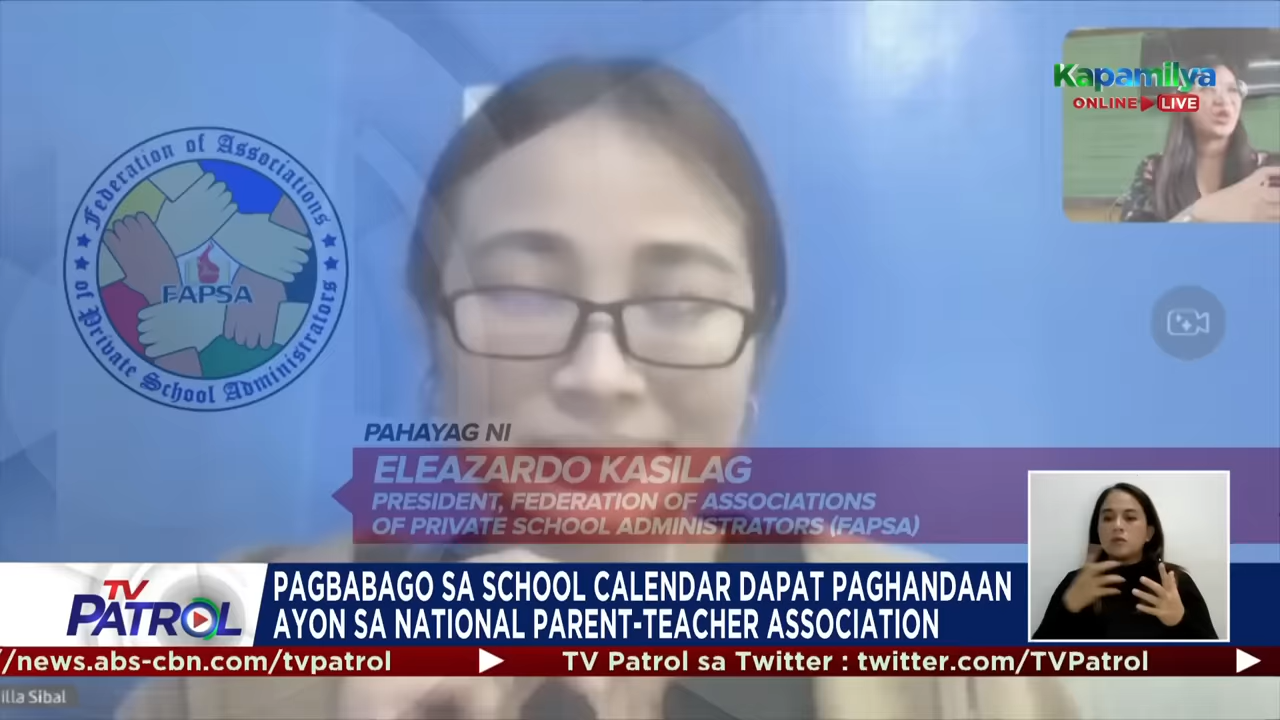 Kapamilya
ONLINE LIVE
Federation of Associations
of Private School Administrators
FAPSA
PAHAYAG NI
ELEAZARDO KASILAG
PRESIDENT, FEDERATION OF ASSOCIATIONS
OF PRIVATE SCHOOL ADMINISTRATORS (FAPSA)
TV
PATROL
PAGBABAGO SA SCHOOL CALENDAR DAPAT PAGHANDAAN
AYON SA NATIONAL PARENT-TEACHER ASSOCIATION
//news.abs-cbn.com/tvpatrol TV Patrol sa Twitter : twitter.com/TVPatrol
illa Sibal